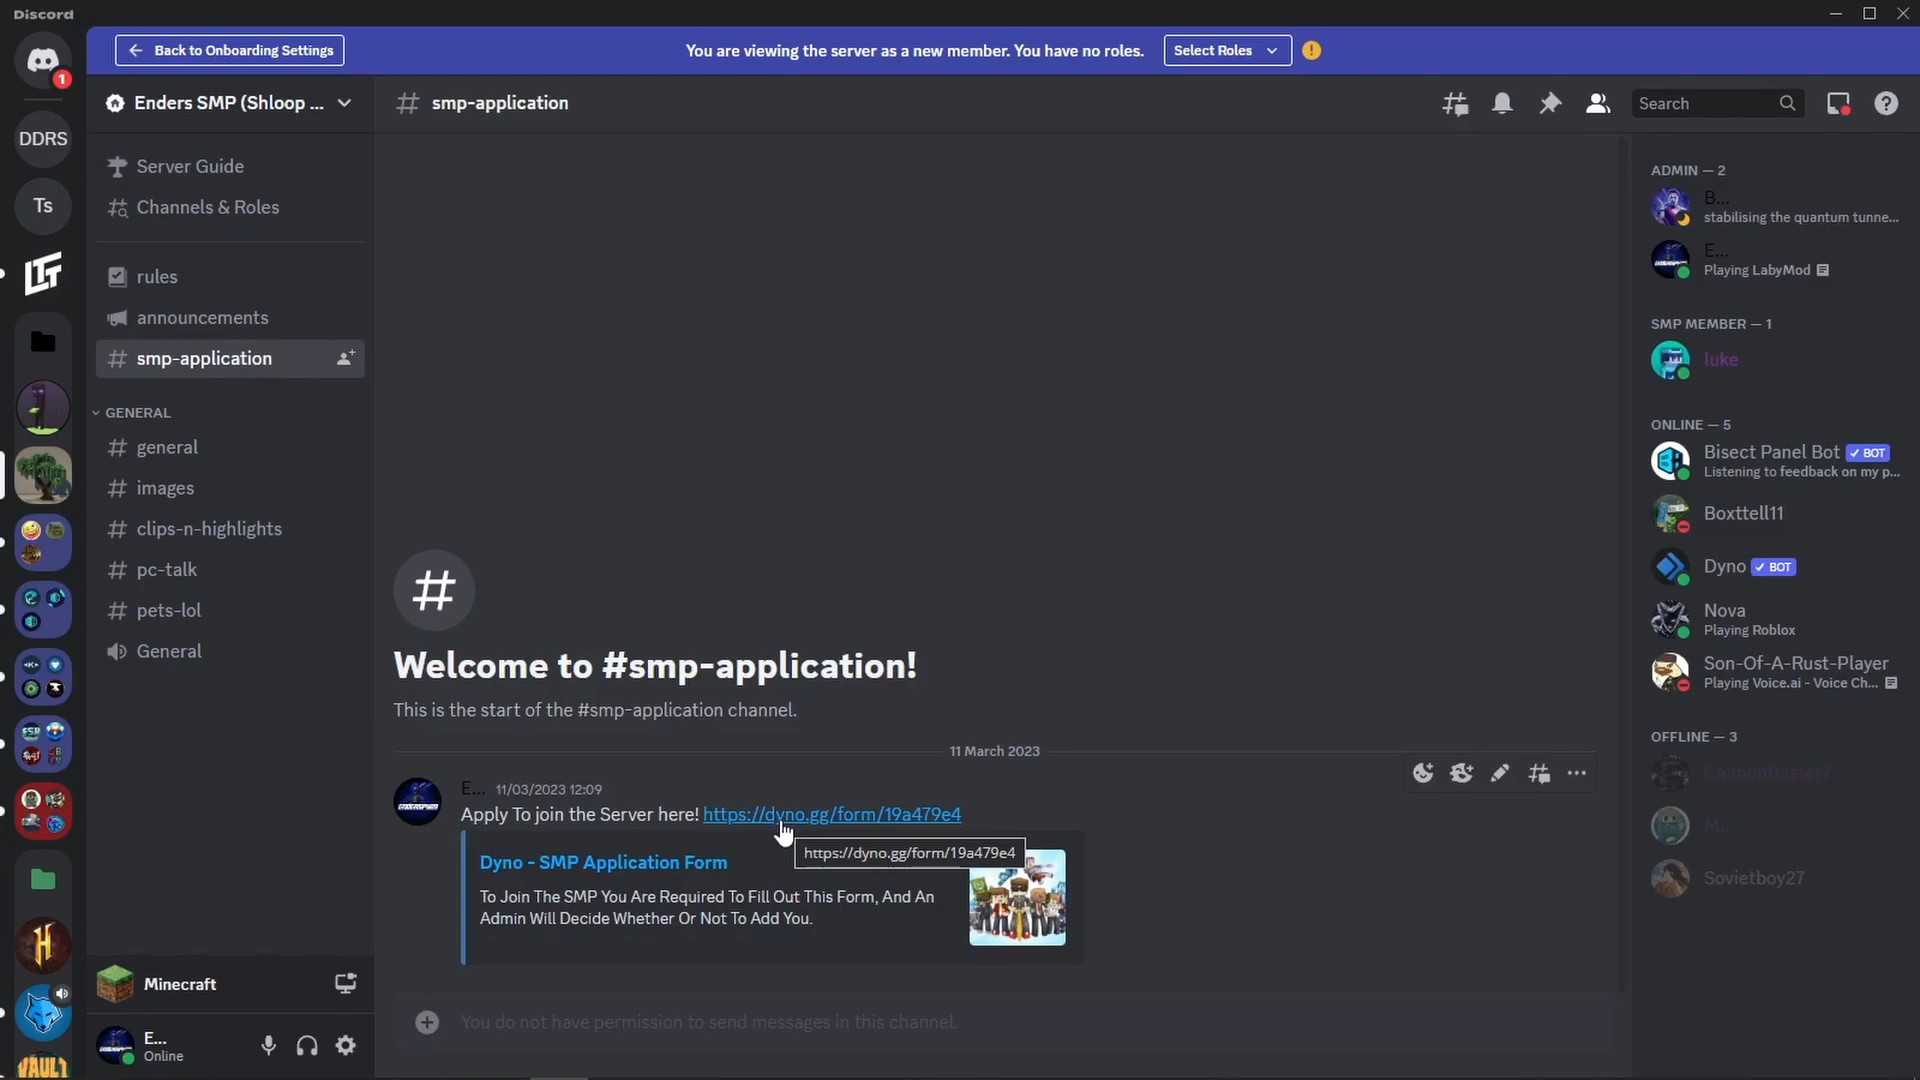 Discord
Back to Onboarding Settings
You are viewing the server as a new member. You have no roles.
Select Roles
1
Enders SMP (Shloop ...
smp-application
Search
DDRS
Ts
Server Guide
Channels & Roles
rules
announcements
smp-application
GENERAL
general
images
clips-n-highlights
pc-talk
pets-lol
General
Welcome to #smp-application!
This is the start of the #smp-application channel.
11 March 2023
E... 11/03/2023 12:09
Apply To join the Server here! https://dyno.gg/form/19a479e4
https://dyno.gg/form/19a479e4
Dyno - SMP Application Form
To Join The SMP You Are Required To Fill Out This Form, And An
Admin Will Decide Whether Or Not To Add You.
You do not have permission to send messages in this channel.
Minecraft
E...
Online
ADMIN — 2
B...
stabilising the quantum tunne...
E...
Playing LabyMod
SMP MEMBER — 1
luke
ONLINE — 5
Bisect Panel Bot BOT
Listening to feedback on my p...
Boxttell11
Dyno BOT
Nova
Playing Roblox
Son-Of-A-Rust-Player
Playing Voice.ai - Voice Ch...
OFFLINE — 3
CannonBuster7
M...
Sovietboy27